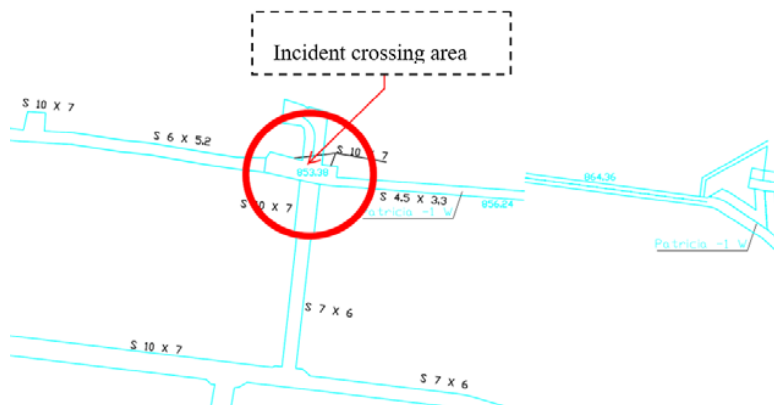 Incident crossing area
S 10 X 7
S 6 X 5.2
S 10 X 7
853.38
S 10 X 7
S 4.5 X 3.3
Patricia -1 W
856.24
864.36
Patricia -1 W
S 7 X 6
S 10 X 7
S 7 X 6